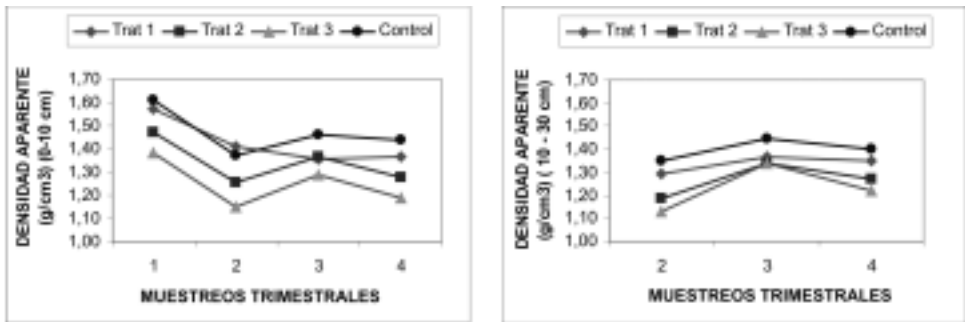 Trat 1 Trat 2 Trat 3 Control
DENSIDAD APARENTE
(g/cm3) (0-10 cm)
1,70
1,60
1,50
1,40
1,30
1,20
1,10
1,00
1 2 3 4
MUESTREOS TRIMESTRALES
Trat 1 Trat 2 Trat 3 Control
DENSIDAD APARENTE
(g/cm3) ( 10 - 30 cm)
1,70
1,60
1,50
1,40
1,30
1,20
1,10
1,00
2 3 4
MUESTREOS TRIMESTRALES